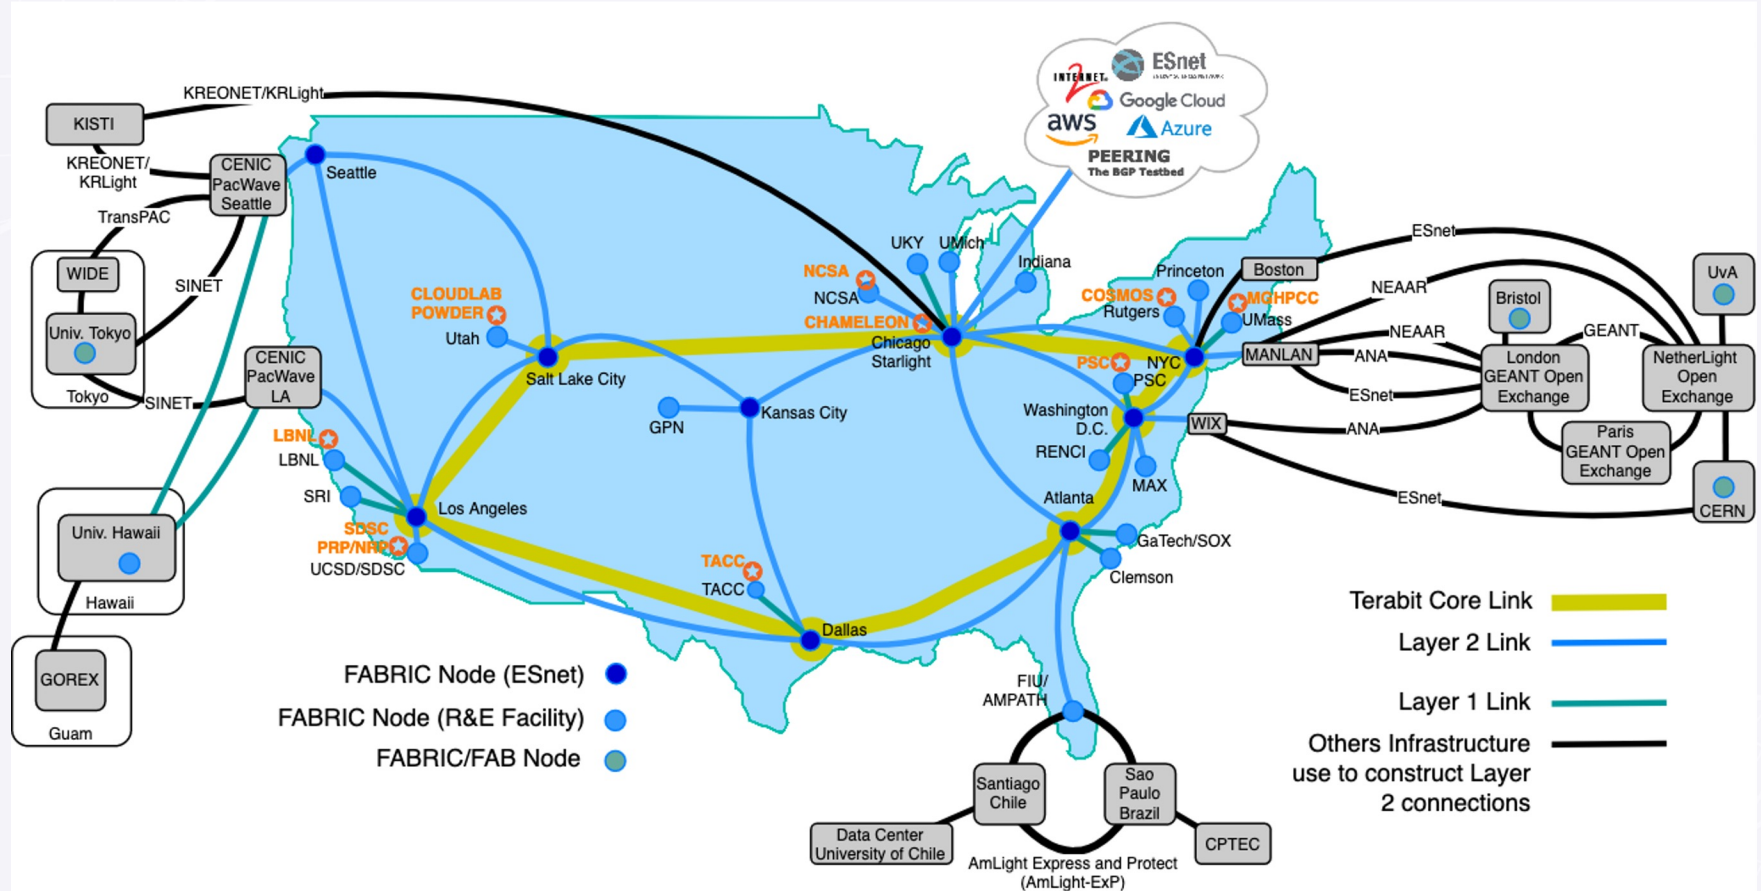 KREONET/KRLight
KISTI
KREONET/
KRLight
CENIC
PacWave
Seattle
Seattle
TransPAC
WIDE
SINET
Univ. Tokyo
Tokyo
SINET
CENIC
PacWave
LA
INTERNET
2
ESnet
Google Cloud
aws
Azure
PEERING
The BGP Testbed
CLOUDLAB
POWDER
Utah
Salt Lake City
NCSA
NCSA
CHAMELEON
UKY
UMich
Indiana
Chicago
Starlight
GPN
Kansas City
Princeton
COSMOS
Rutgers
MGHPCC
UMass
PSC
PSC
NYC
Washington
D.C.
RENCI
MAX
Atlanta
GaTech/SOX
Clemson
Boston
MANLAN
WIX
ESnet
NEAAR
NEAAR
ANA
ESnet
ANA
ESnet
Bristol
GEANT
London
GEANT Open
Exchange
Paris
GEANT Open
Exchange
UvA
NetherLight
Open
Exchange
CERN
LBNL
LBNL
SRI
SDSC
PRP/NRP
UCSD/SDSC
Los Angeles
TACC
TACC
Dallas
Univ. Hawaii
Hawaii
GOREX
Guam
FABRIC Node (ESnet)
FABRIC Node (R&E Facility)
FABRIC/FAB Node
FIU/
AMPATH
Santiago
Chile
Sao
Paulo
Brazil
Data Center
University of Chile
CPTEC
AmLight Express and Protect
(AmLight-ExP)
Terabit Core Link
Layer 2 Link
Layer 1 Link
Others Infrastructure
use to construct Layer
2 connections